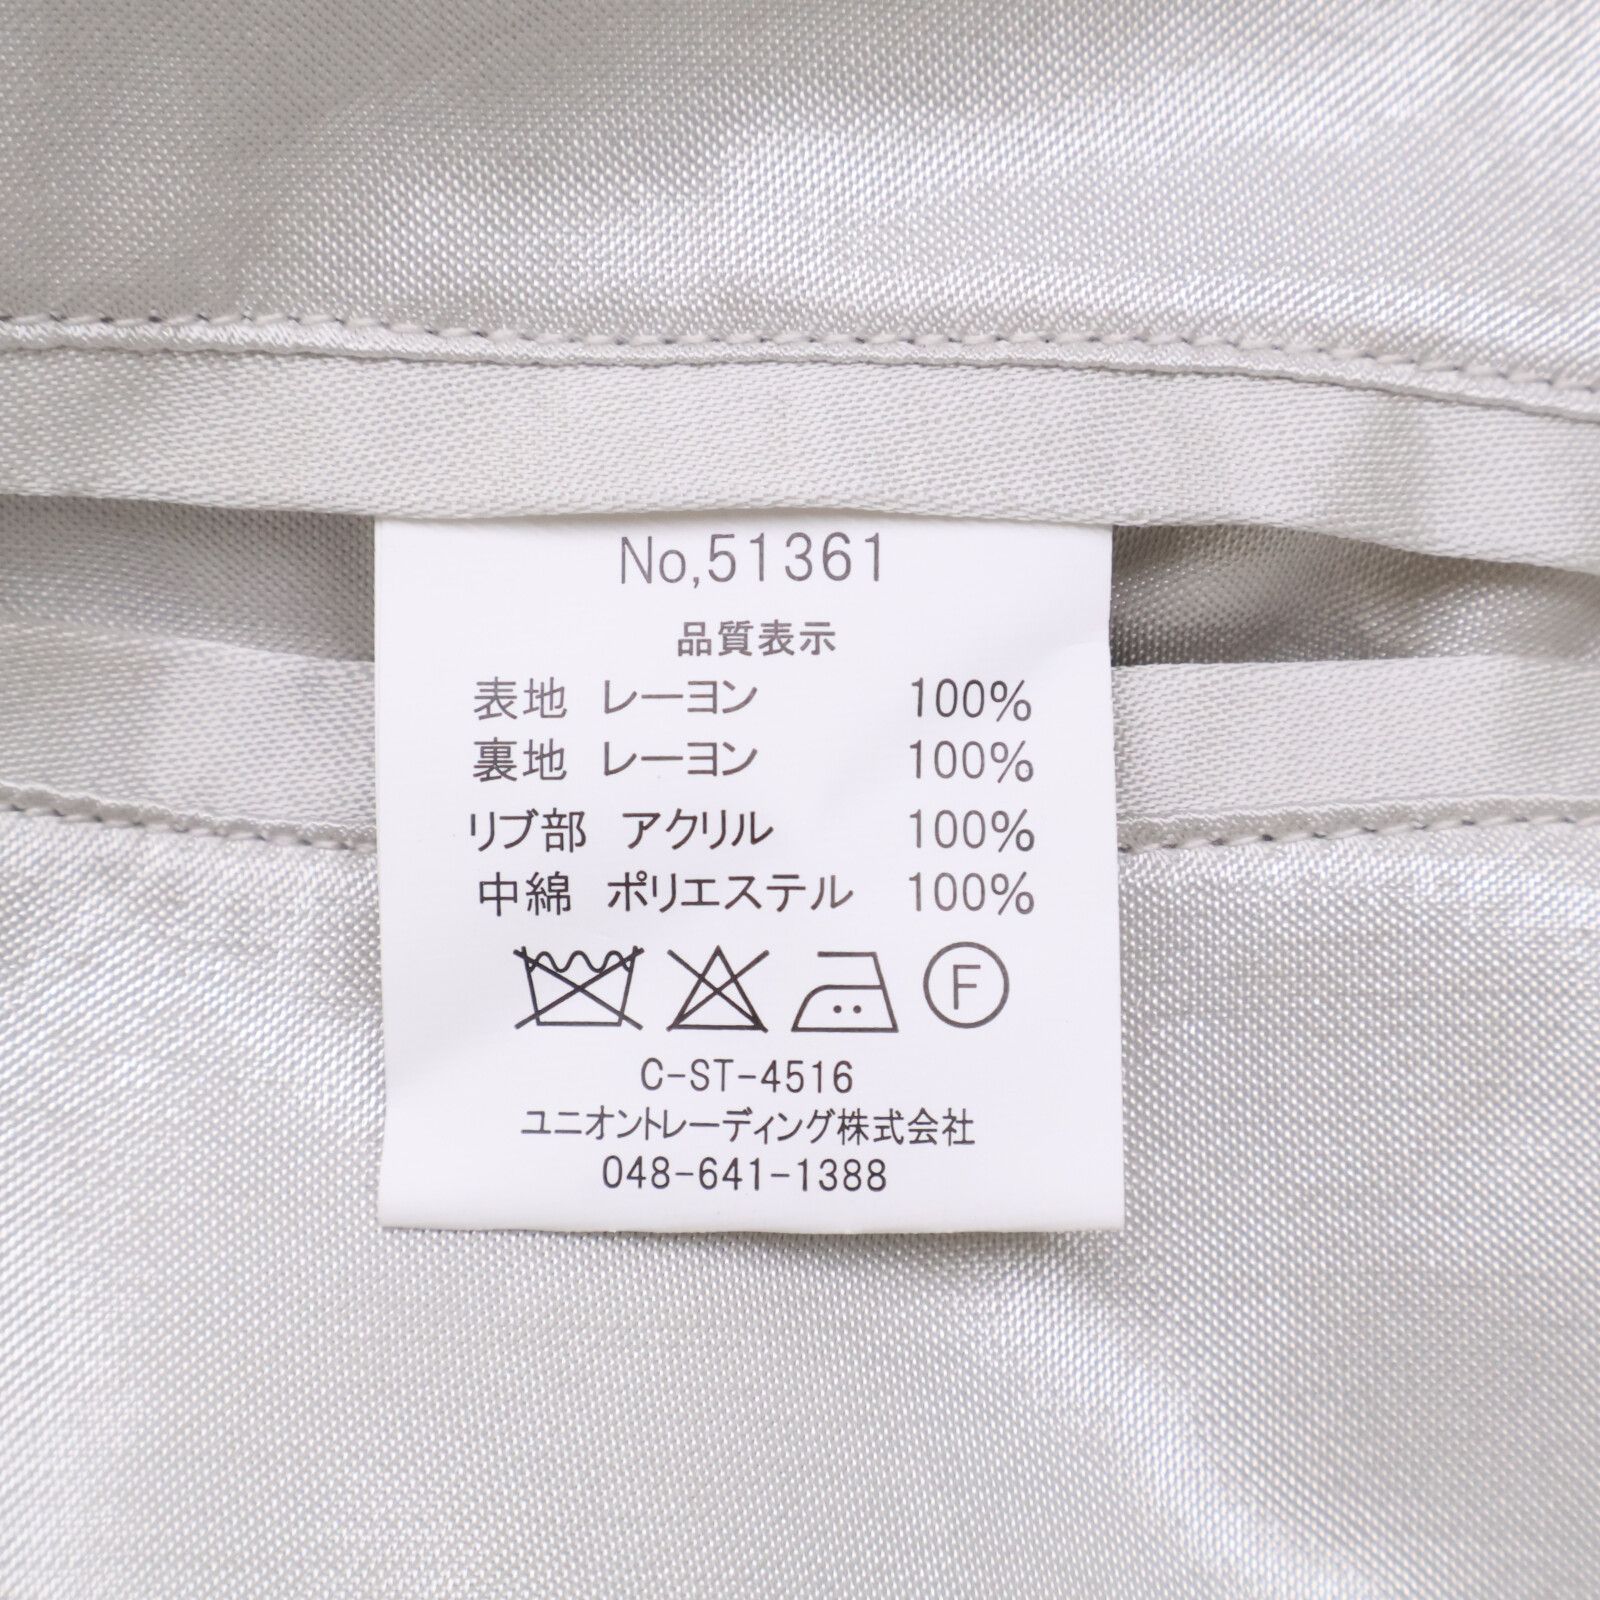 No,51361
品質表示
表地 レーヨン 100%
裏地 レーヨン 100%
リブ部 アクリル 100%
中綿 ポリエステル 100%
F
C-ST-4516
ユニオントレーディング株式会社
048-641-1388